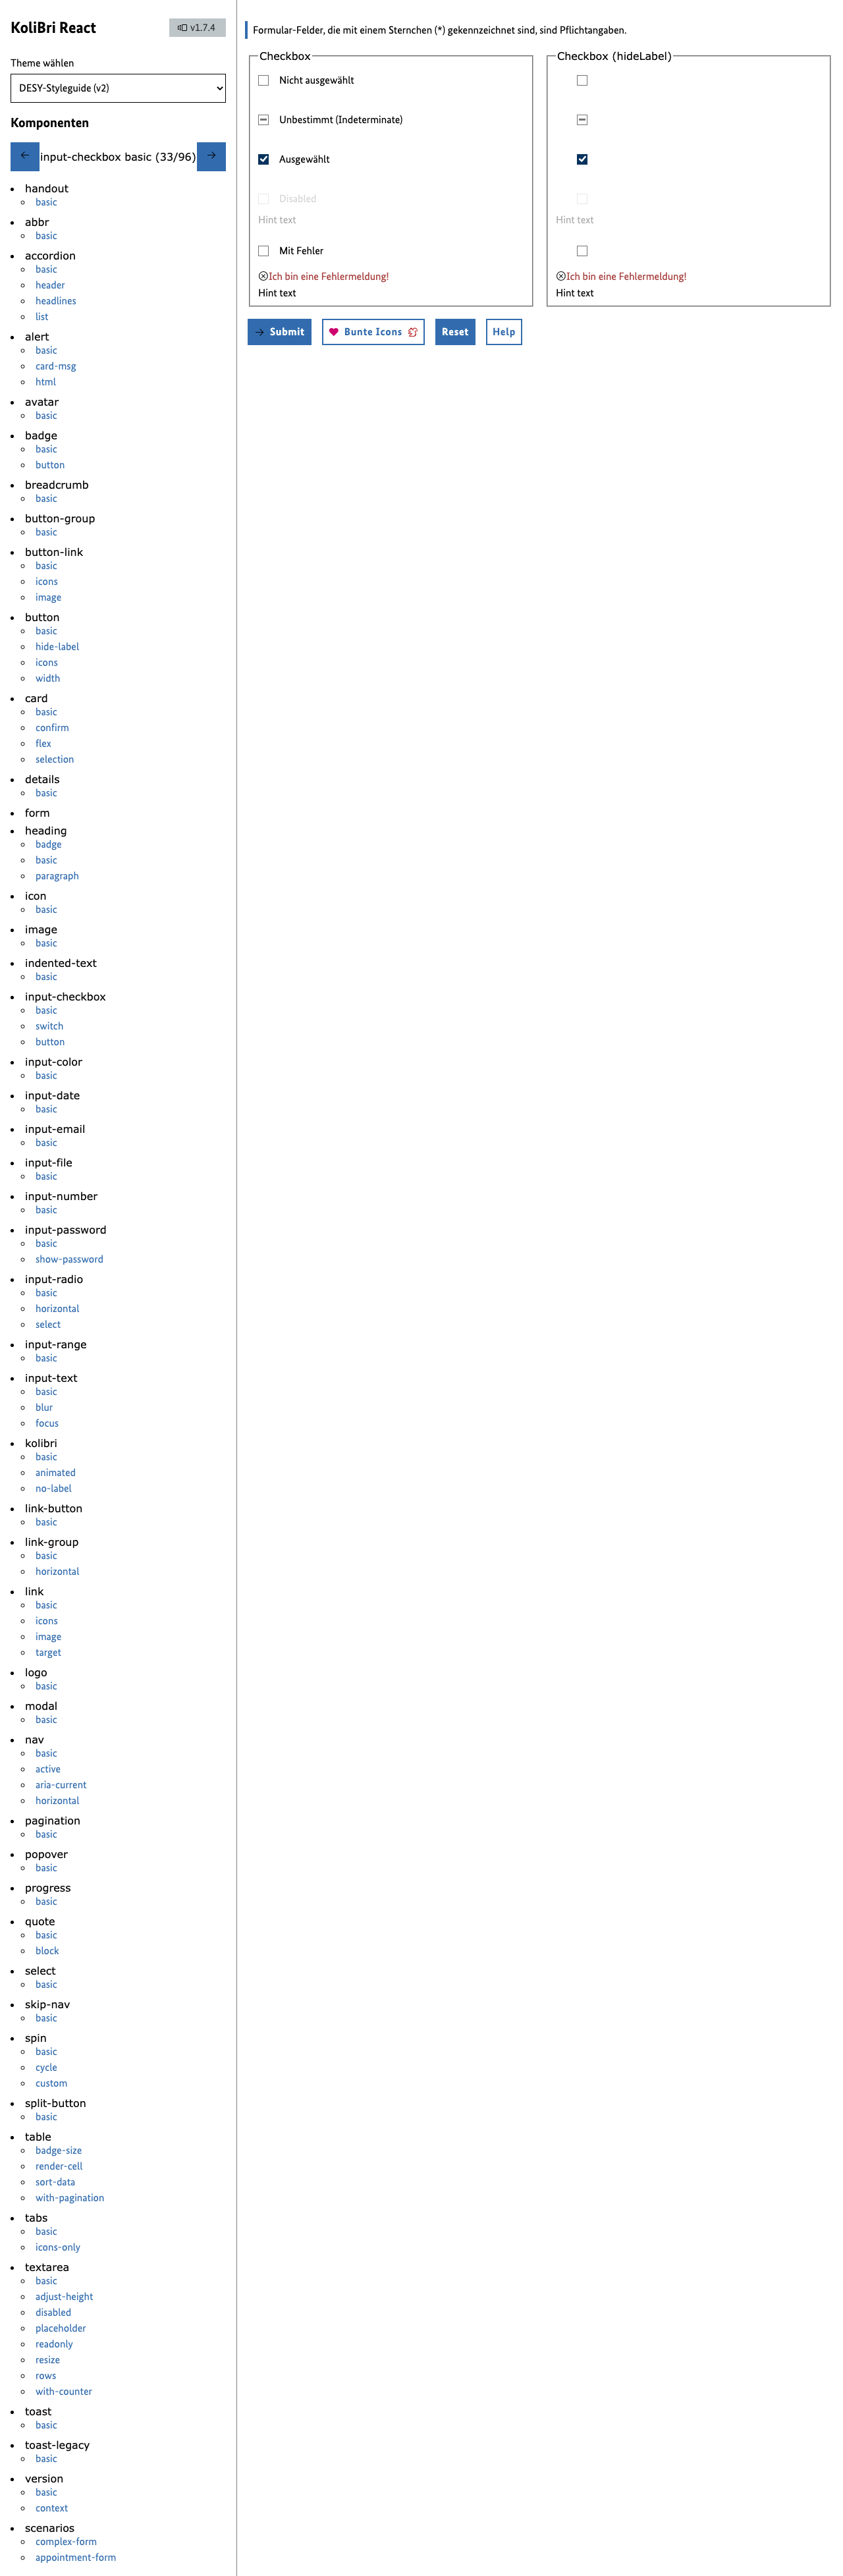 KoliBri React
v1.7.4
Theme wählen
DESY-Styleguide (v2)
Komponenten
input-checkbox basic (33/96)
handout
basic
abbr
basic
accordion
basic
header
headlines
list
alert
basic
card-msg
html
avatar
basic
badge
basic
button
breadcrumb
basic
button-group
basic
button-link
basic
icons
image
button
basic
hide-label
icons
width
card
basic
confirm
flex
selection
details
basic
form
heading
badge
basic
paragraph
icon
basic
image
basic
indented-text
basic
input-checkbox
basic
switch
button
input-color
basic
input-date
basic
input-email
basic
input-file
basic
input-number
basic
input-password
basic
show-password
input-radio
basic
horizontal
select
input-range
basic
input-text
basic
blur
focus
kolibri
basic
animated
no-label
link-button
basic
link-group
basic
horizontal
link
basic
icons
image
target
logo
basic
modal
basic
nav
basic
active
aria-current
horizontal
pagination
basic
popover
basic
progress
basic
quote
basic
block
select
basic
skip-nav
basic
spin
basic
cycle
custom
split-button
basic
table
badge-size
render-cell
sort-data
with-pagination
tabs
basic
icons-only
textarea
basic
adjust-height
disabled
placeholder
readonly
resize
rows
with-counter
toast
basic
toast-legacy
basic
version
basic
context
scenarios
complex-form
appointment-form
Formular-Felder, die mit einem Sternchen (*) gekennzeichnet sind, sind Pflichtangaben.
Checkbox
Nicht ausgewählt
Unbestimmt (Indeterminate)
Ausgewählt
Disabled
Hint text
Mit Fehler
Ich bin eine Fehlermeldung!
Hint text
Checkbox (hideLabel)
Hint text
Ich bin eine Fehlermeldung!
Hint text
Submit
Bunte Icons
Reset
Help